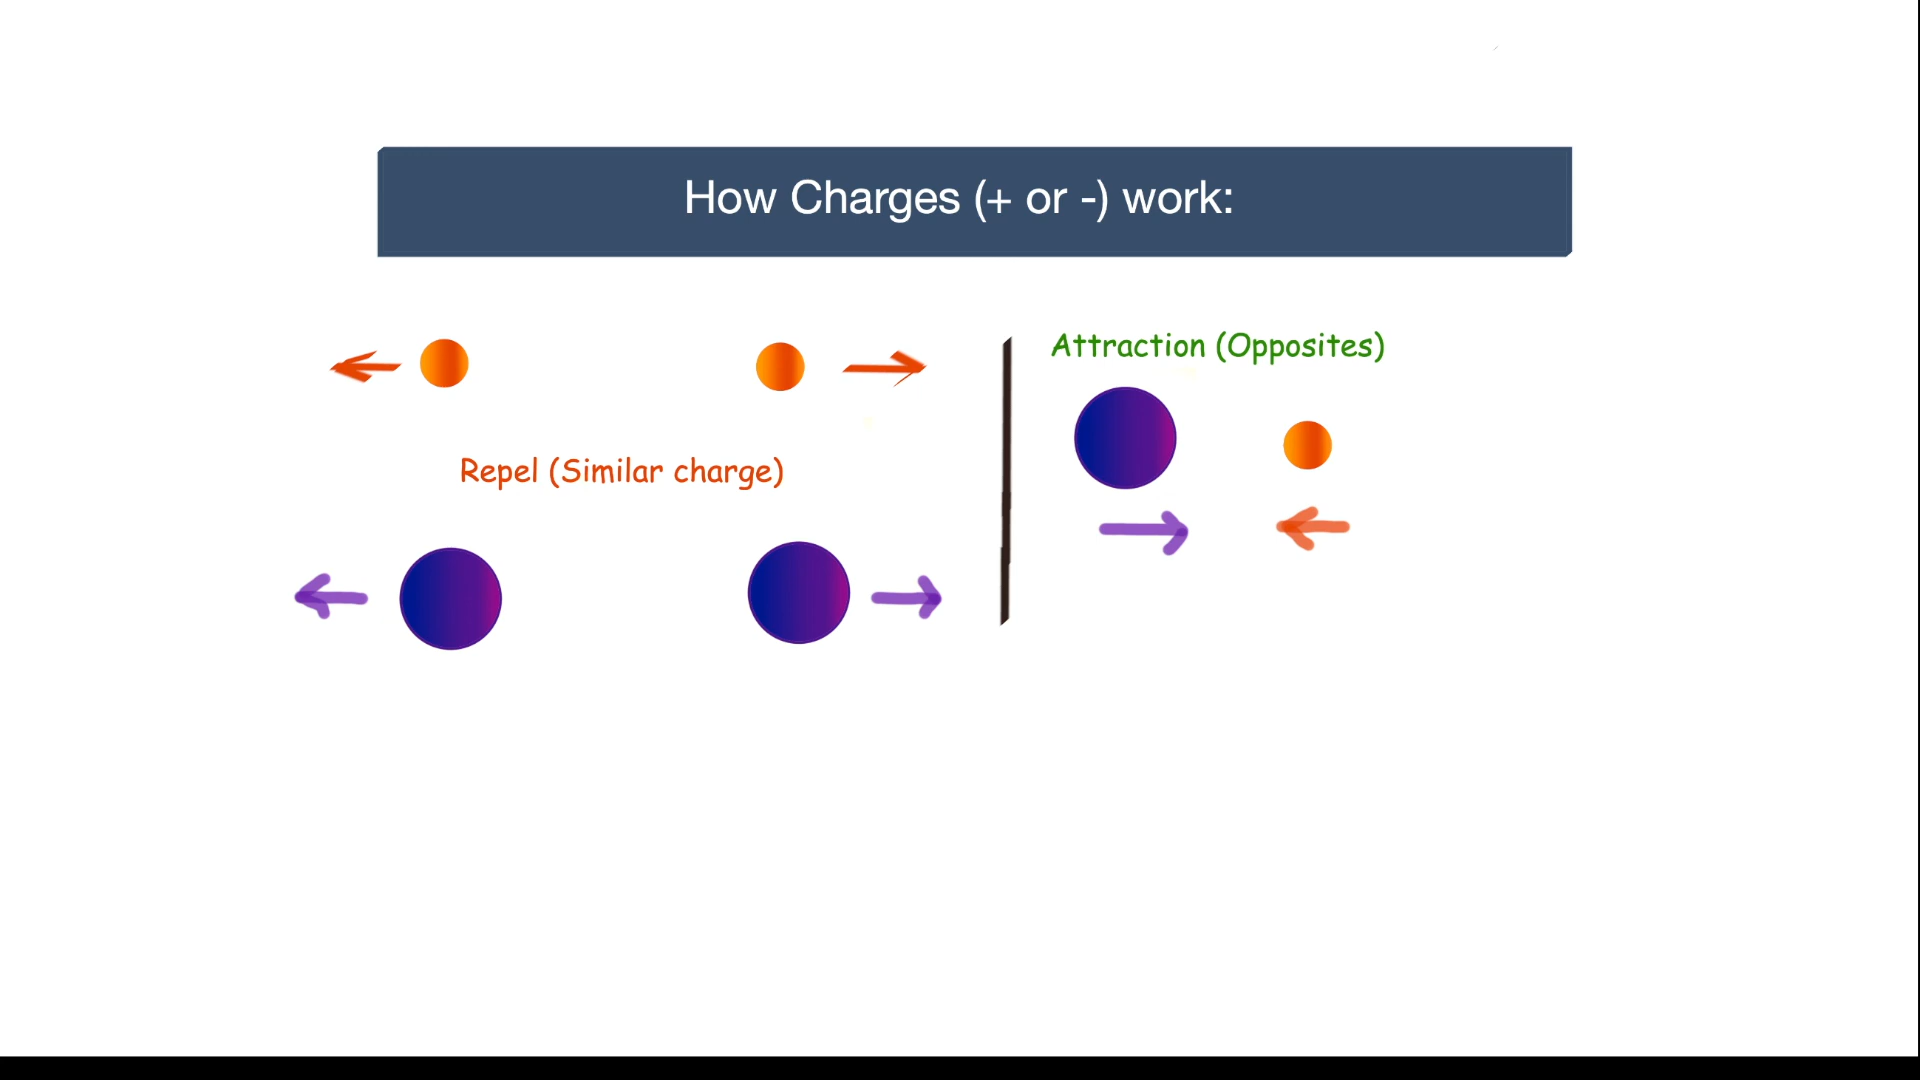 How Charges (+ or -) work:
Attraction (Opposites)
Repel (Similar charge)